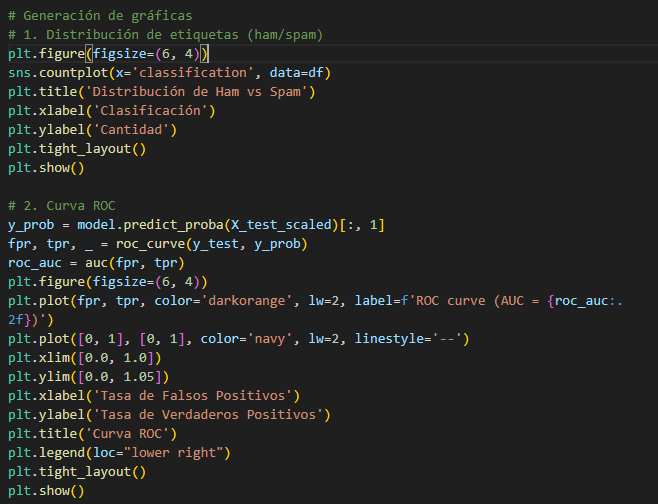 # Generación de gráficas
# 1. Distribución de etiquetas (ham/spam)
plt.figure(figsize=(6, 4))
sns.countplot(x='classification', data=df)
plt.title('Distribución de Ham vs Spam')
plt.xlabel('Clasificación')
plt.ylabel('Cantidad')
plt.tight_layout()
plt.show()

# 2. Curva ROC
y_prob = model.predict_proba(X_test_scaled)[:, 1]
fpr, tpr, _ = roc_curve(y_test, y_prob)
roc_auc = auc(fpr, tpr)
plt.figure(figsize=(6, 4))
plt.plot(fpr, tpr, color='darkorange', lw=2, label=f'ROC curve (AUC = {roc_auc:.
2f})')
plt.plot([0, 1], [0, 1], color='navy', lw=2, linestyle='--')
plt.xlim([0.0, 1.0])
plt.ylim([0.0, 1.05])
plt.xlabel('Tasa de Falsos Positivos')
plt.ylabel('Tasa de Verdaderos Positivos')
plt.title('Curva ROC')
plt.legend(loc="lower right")
plt.tight_layout()
plt.show()